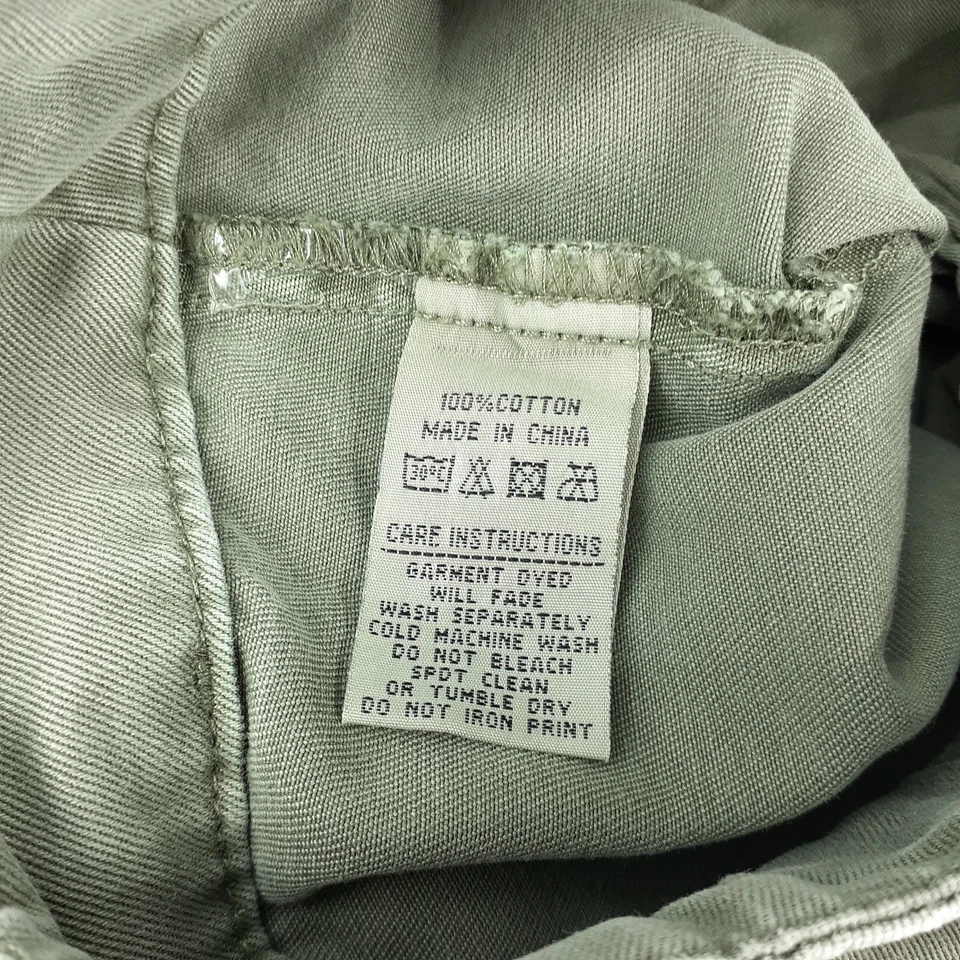 100%COTTON
MADE IN CHINA
30°C
CARE INSTRUCTIONS
GARMENT DYED
WILL FADE
WASH SEPARATELY
COLD MACHINE WASH
DO NOT BLEACH
SPOT CLEAN
OR TUMBLE DRY
DO NOT IRON PRINT